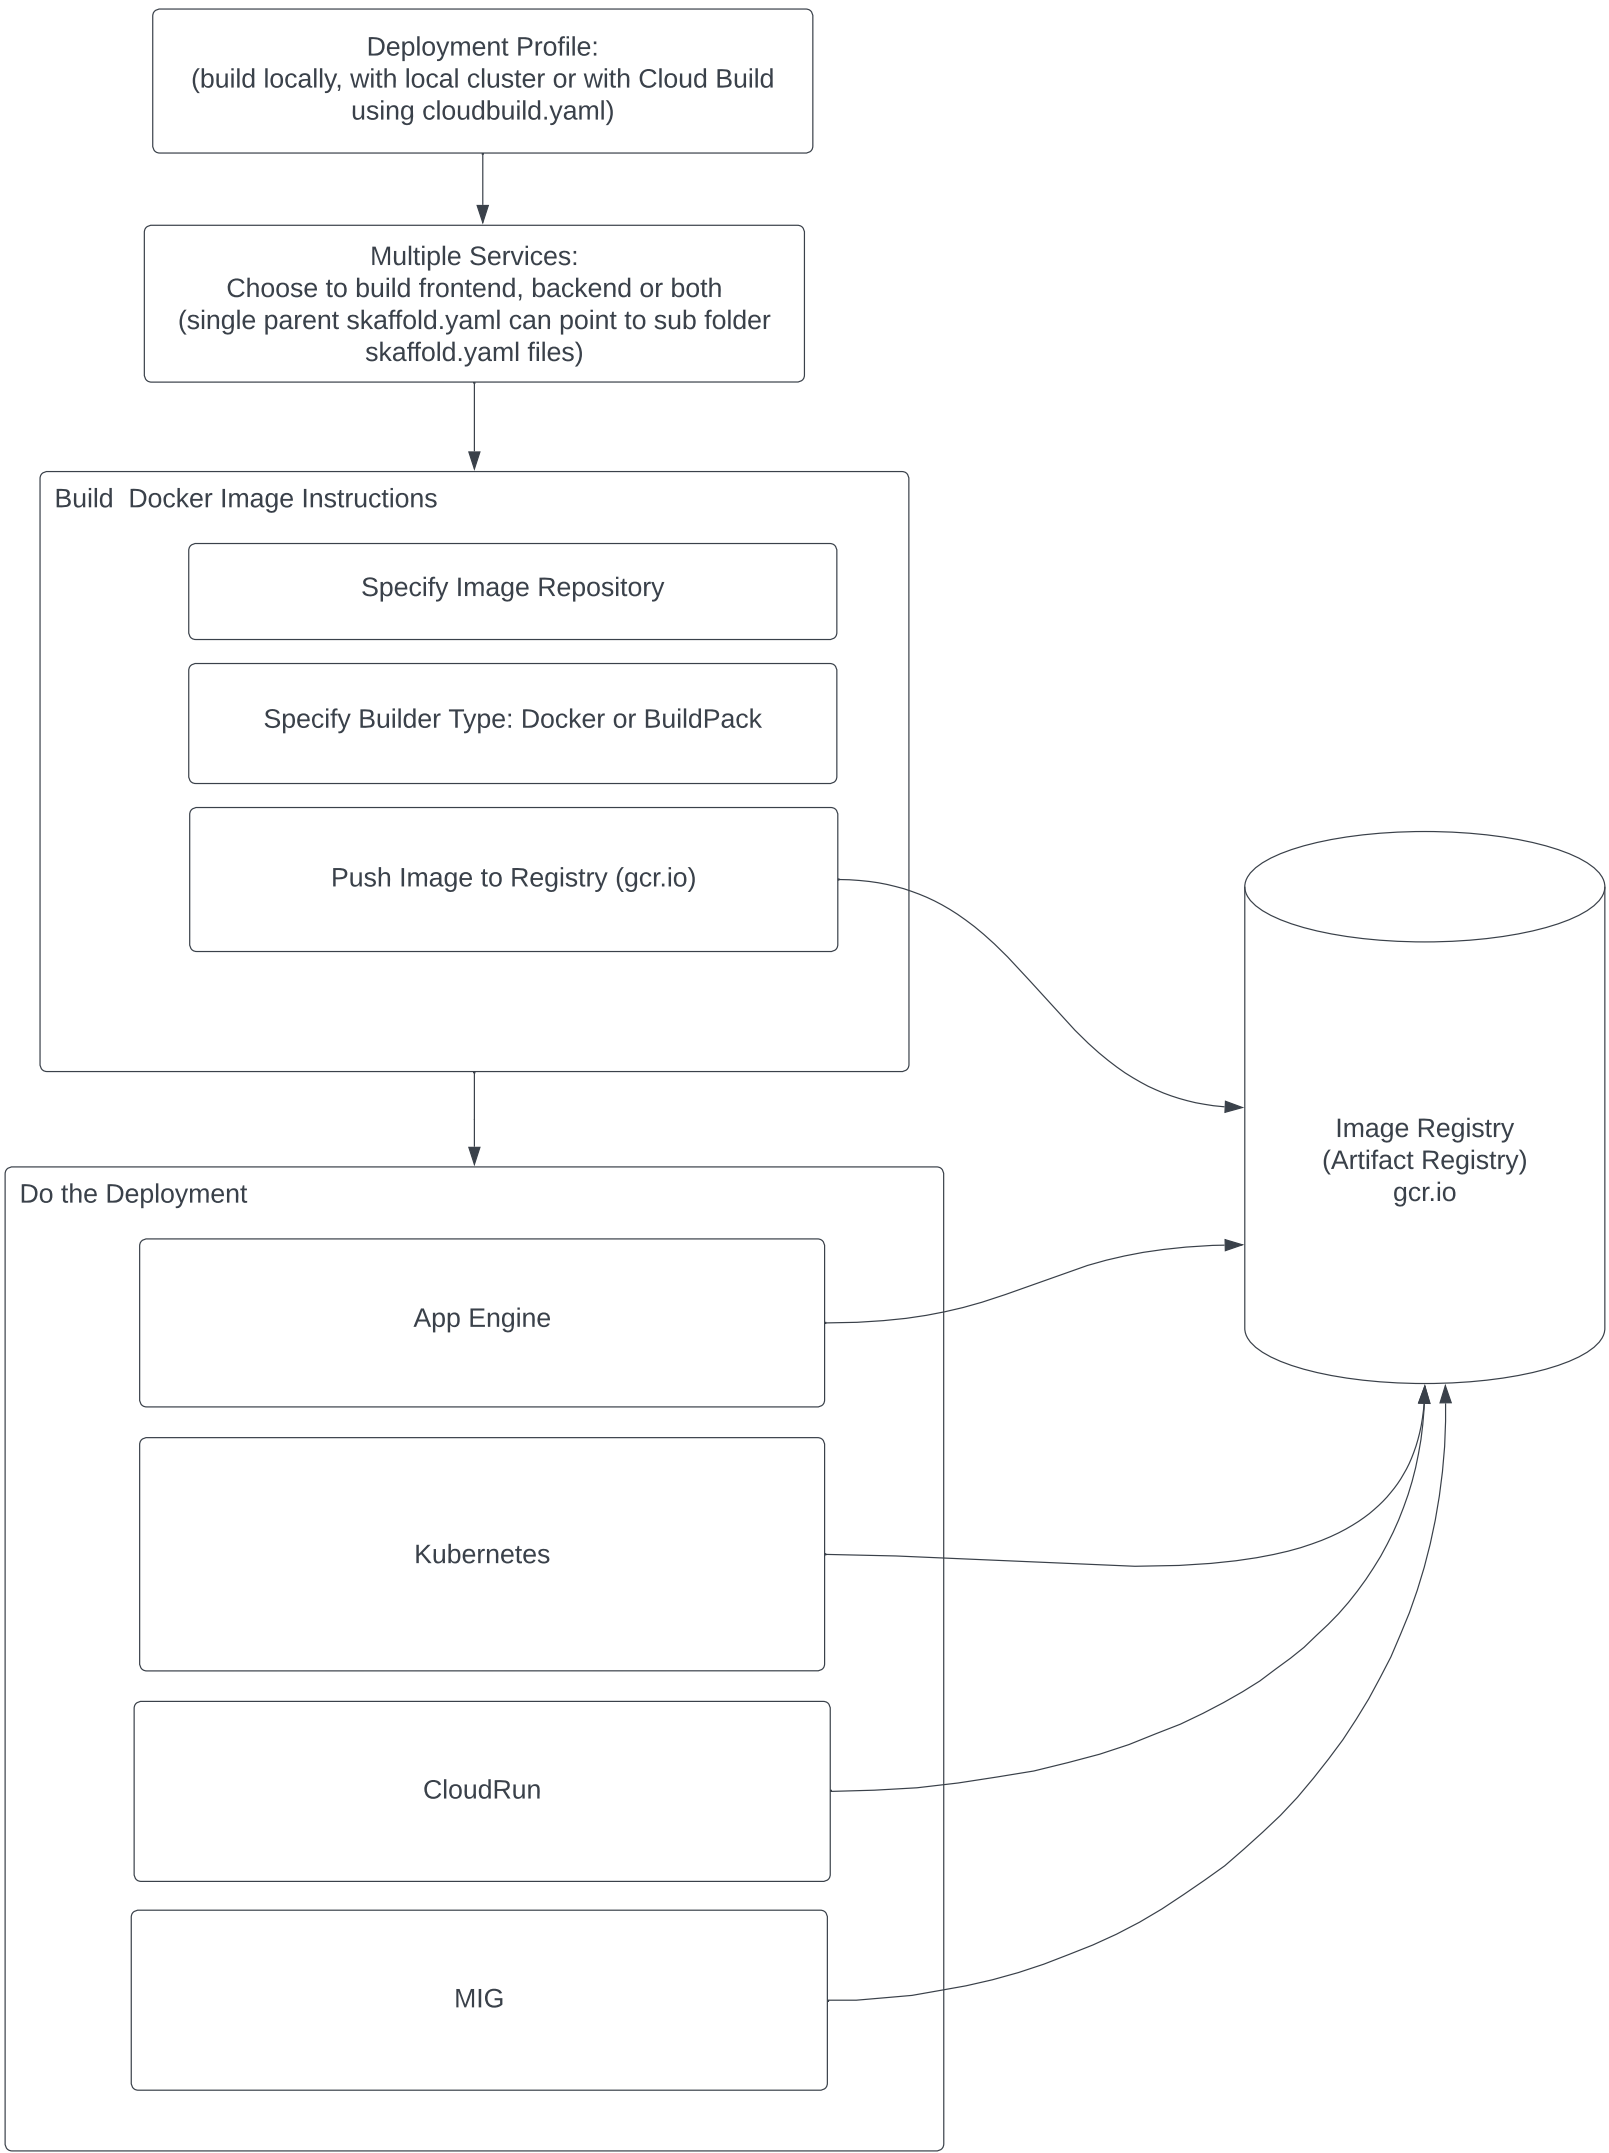 Deployment Profile:
(build locally, with local cluster or with Cloud Build
using cloudbuild.yaml)
Multiple Services:
Choose to build frontend, backend or both
(single parent skaffold.yaml can point to sub folder
skaffold.yaml files)
Build  Docker Image Instructions
Specify Image Repository
Specify Builder Type: Docker or BuildPack
Push Image to Registry (gcr.io)
Image Registry
(Artifact Registry)
gcr.io
Do the Deployment
App Engine
Kubernetes
CloudRun
MIG